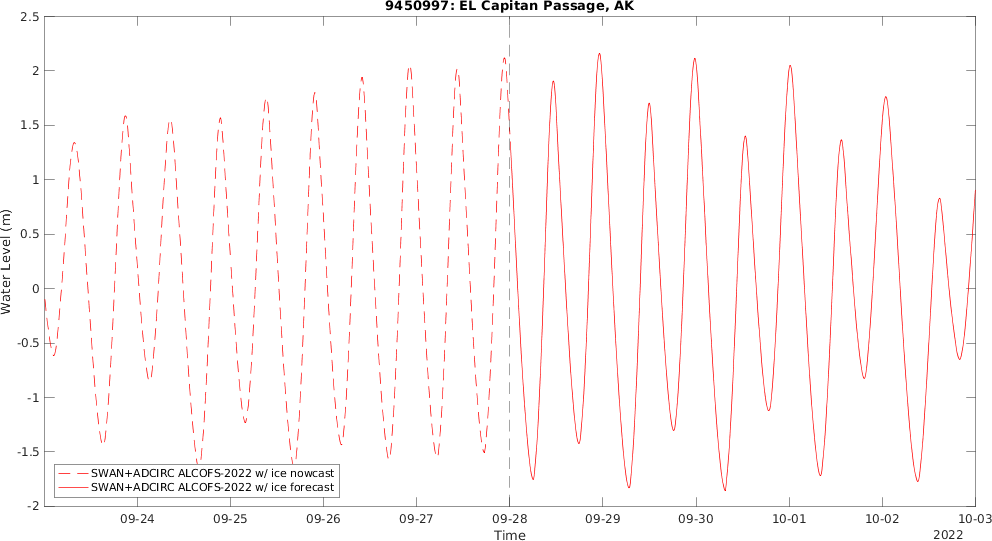 9450997: EL Capitan Passage, AK
2.5
2
1.5
1
0.5
0
-0.5
-1
-1.5
-2
Water Level (m)
SWAN+ADCIRC ALCOFS-2022 w/ ice nowcast
SWAN+ADCIRC ALCOFS-2022 w/ ice forecast
09-24 09-25 09-26 09-27 09-28 09-29 09-30 10-01 10-02 10-03
Time
2022